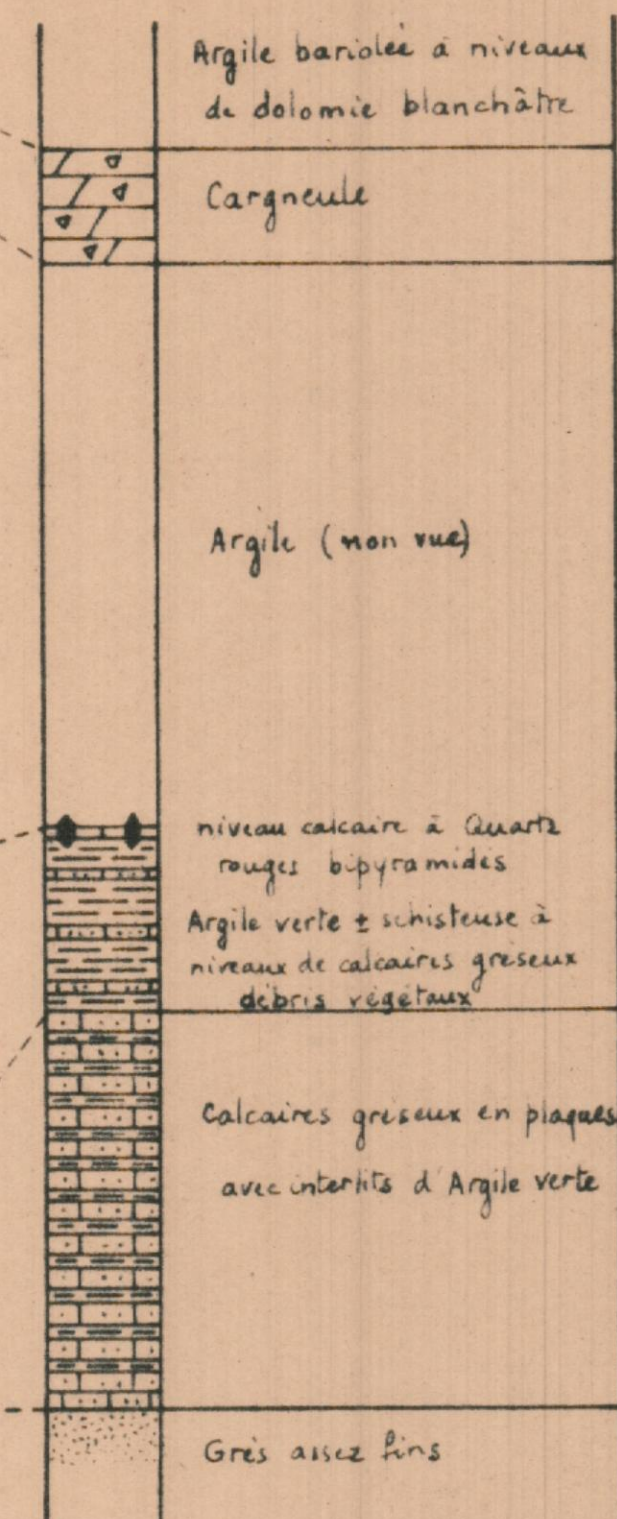 Argile bariolée à niveaux
de dolomie blanchâtre
Cargneule
Argile (non vue)
niveau calcaire à Quartz
rouges bipyramidés
Argile verte ± schisteuse à
niveaux de calcaires gréseux
débris végétaux
Calcaires gréseux en plaques
avec interlits d'Argile verte
Grés assez fins